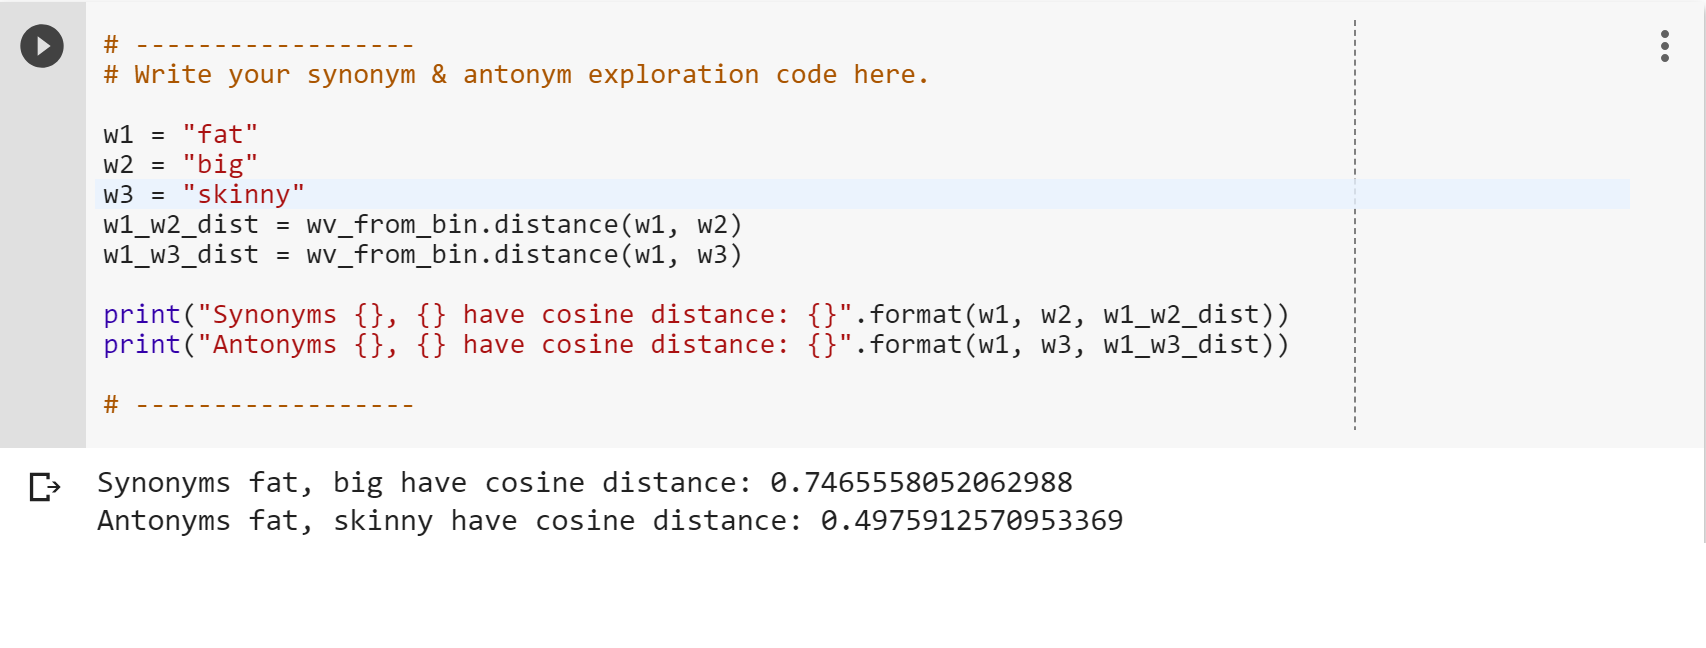 # ------------------
# Write your synonym & antonym exploration code here.
w1 = "fat"
w2 = "big"
w3 = "skinny"
w1_w2_dist = wv_from_bin.distance(w1, w2)
w1_w3_dist = wv_from_bin.distance(w1, w3)
print("Synonyms {}, {} have cosine distance: {}".format(w1, w2, w1_w2_dist))
print("Antonyms {}, {} have cosine distance: {}".format(w1, w3, w1_w3_dist))
# ------------------
Synonyms fat, big have cosine distance: 0.7465558052062988
Antonyms fat, skinny have cosine distance: 0.4975912570953369